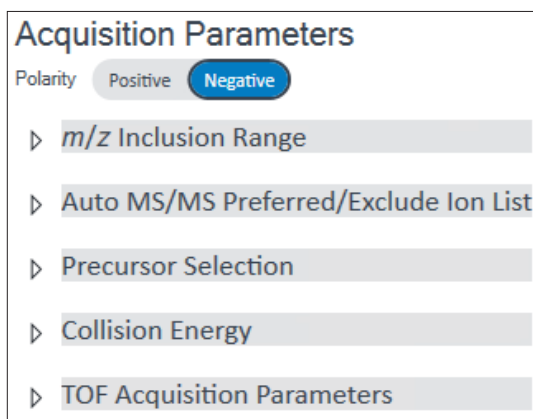 Acquisition Parameters
Polarity Positive Negative
m/z Inclusion Range
Auto MS/MS Preferred/Exclude Ion List
Precursor Selection
Collision Energy
TOF Acquisition Parameters